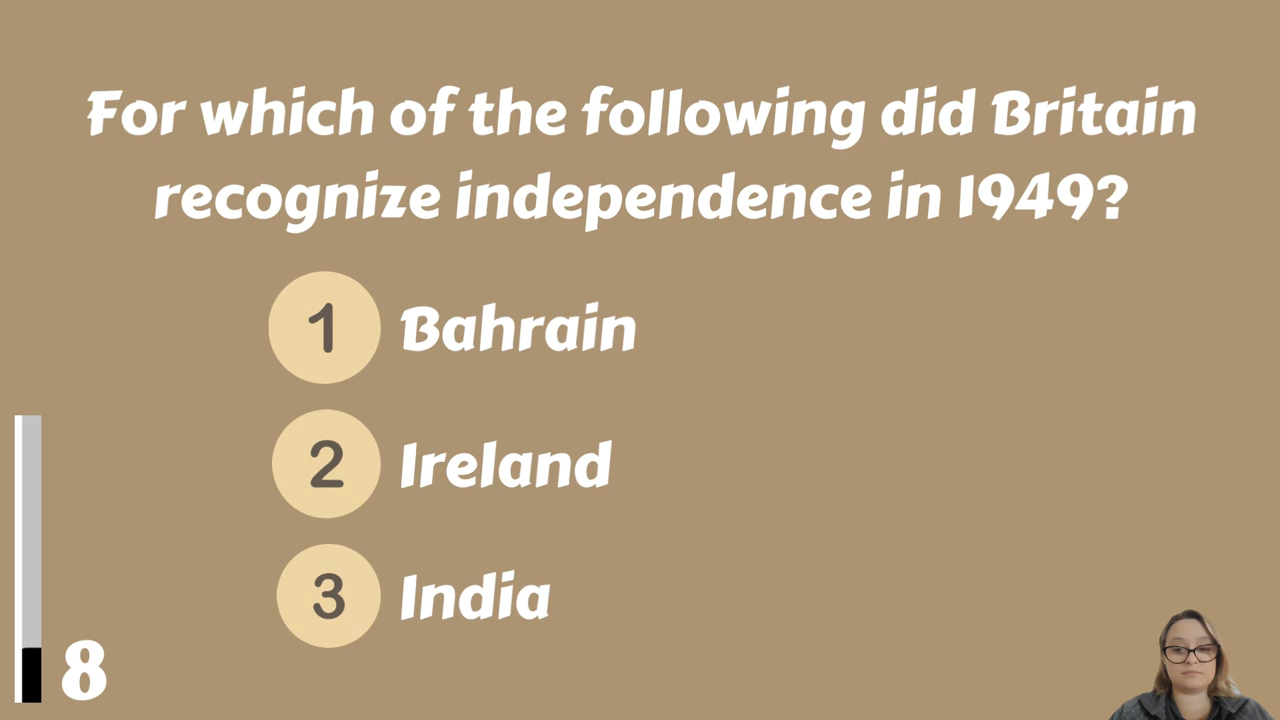 For which of the following did Britain
recognize independence in 1949?
1 Bahrain
2 Ireland
3 India
8